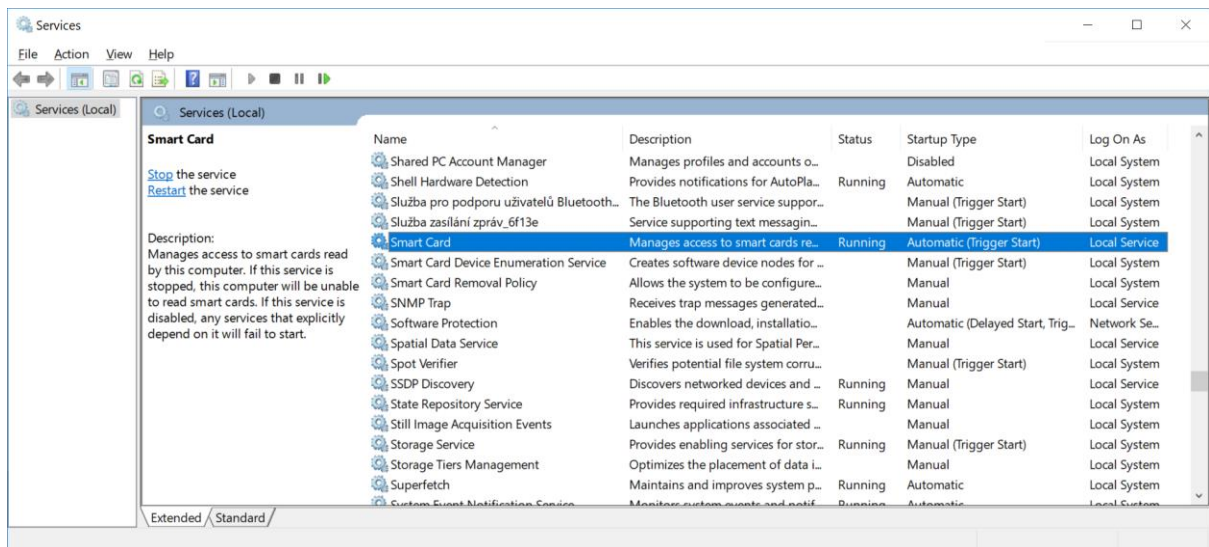 Services
File Action View Help
Services (Local)
Services (Local)
Smart Card
Stop the service
Restart the service
Description:
Manages access to smart cards read
by this computer. If this service is
stopped, this computer will be unable
to read smart cards. If this service is
disabled, any services that explicitly
depend on it will fail to start.
Name Description Status Startup Type Log On As
Shared PC Account Manager Manages profiles and accounts o... Disabled Local System
Shell Hardware Detection Provides notifications for AutoPla... Running Automatic Local System
Služba pro podporu uživatelů Bluetooth... The Bluetooth user service suppor... Manual (Trigger Start) Local System
Služba zasílání zpráv_6f13e Service supporting text messagin... Manual (Trigger Start) Local System
Smart Card Manages access to smart cards re... Running Automatic (Trigger Start) Local Service
Smart Card Device Enumeration Service Creates software device nodes for ... Manual (Trigger Start) Local System
Smart Card Removal Policy Allows the system to be configure... Manual Local System
SNMP Trap Receives trap messages generated... Manual Local Service
Software Protection Enables the download, installatio... Automatic (Delayed Start, Trig... Network Se...
Spatial Data Service This service is used for Spatial Per... Manual Local Service
Spot Verifier Verifies potential file system corru... Manual (Trigger Start) Local System
SSDP Discovery Discovers networked devices and ... Running Manual Local Service
State Repository Service Provides required infrastructure s... Running Manual Local System
Still Image Acquisition Events Launches applications associated ... Manual Local System
Storage Service Provides enabling services for stor... Running Manual (Trigger Start) Local System
Storage Tiers Management Optimizes the placement of data i... Manual Local System
Superfetch Maintains and improves system p... Running Automatic Local System
System Event Notification Service Monitors system events and notif... Running Automatic Local System
Extended Standard